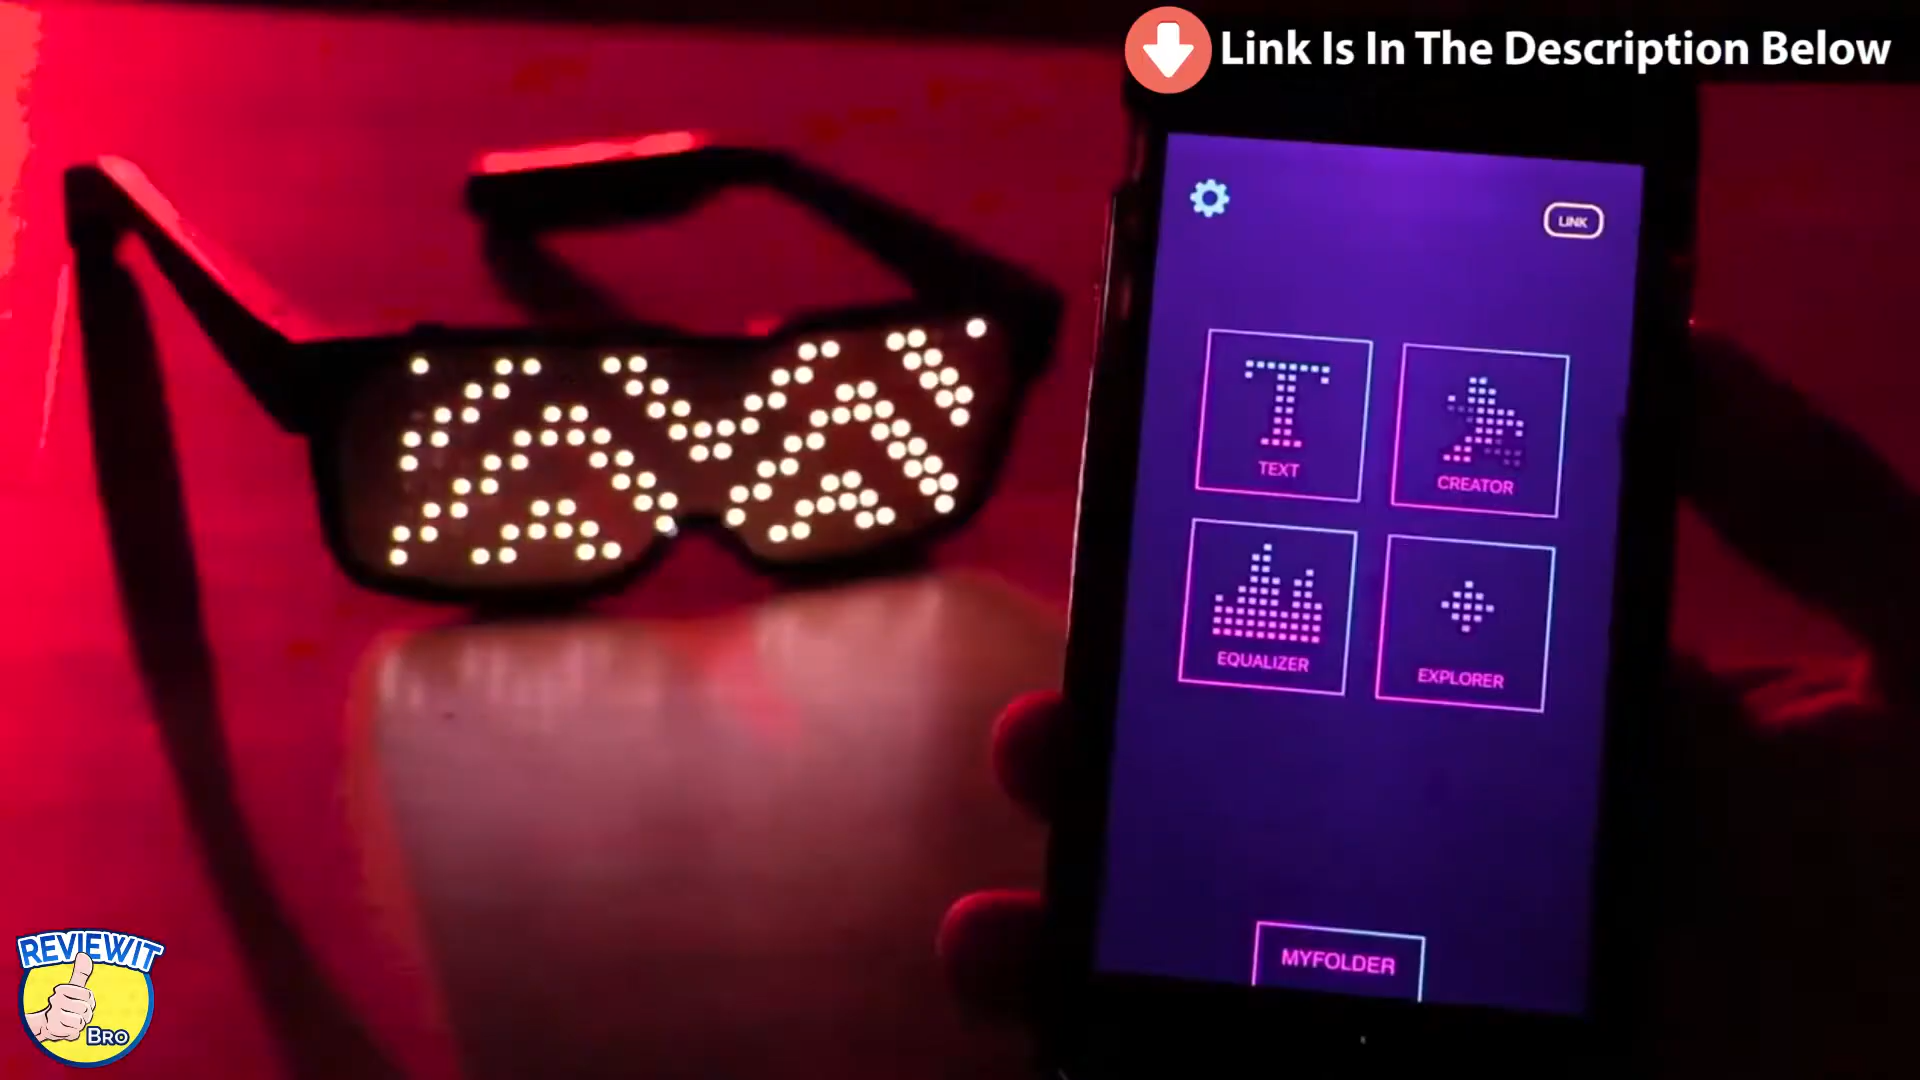 Link Is In The Description Below
LINK
TEXT
CREATOR
EQUALIZER
EXPLORER
MYFOLDER
REVIEWIT
BRO